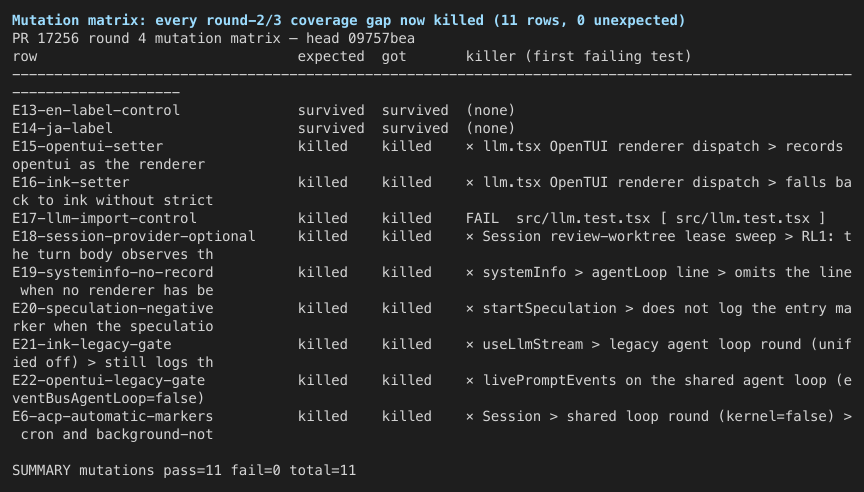 Mutation matrix: every round-2/3 coverage gap now killed (11 rows, 0 unexpected)
PR 17256 round 4 mutation matrix — head 09757bea
row expected got killer (first failing test)
────────────────────────────────────────────────────────────────────────────────────────────────────
────────────────────
E13-en-label-control survived survived (none)
E14-ja-label survived survived (none)
E15-opentui-setter killed killed × llm.tsx OpenTUI renderer dispatch > records
opentui as the renderer
E16-ink-setter killed killed × llm.tsx OpenTUI renderer dispatch > falls ba
ck to ink without strict
E17-llm-import-control killed killed FAIL src/llm.test.tsx [ src/llm.test.tsx ]
E18-session-provider-optional killed killed × Session review-worktree lease sweep > RL1: t
he turn body observes th
E19-systeminfo-no-record killed killed × systemInfo > agentLoop line > omits the line
when no renderer has be
E20-speculation-negative killed killed × startSpeculation > does not log the entry ma
rker when the speculatio
E21-ink-legacy-gate killed killed × useLlmStream > legacy agent loop round (unif
ied off) > still logs th
E22-opentui-legacy-gate killed killed × livePromptEvents on the shared agent loop (e
ventBusAgentLoop=false)
E6-acp-automatic-markers killed killed × Session > shared loop round (kernel=false) >
cron and background-not
SUMMARY mutations pass=11 fail=0 total=11